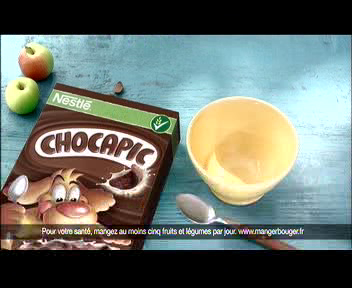 Nestlé
CHOCAPIC
Pour votre santé, mangez au moins cinq fruits et légumes par jour. www.mangerbouger.fr